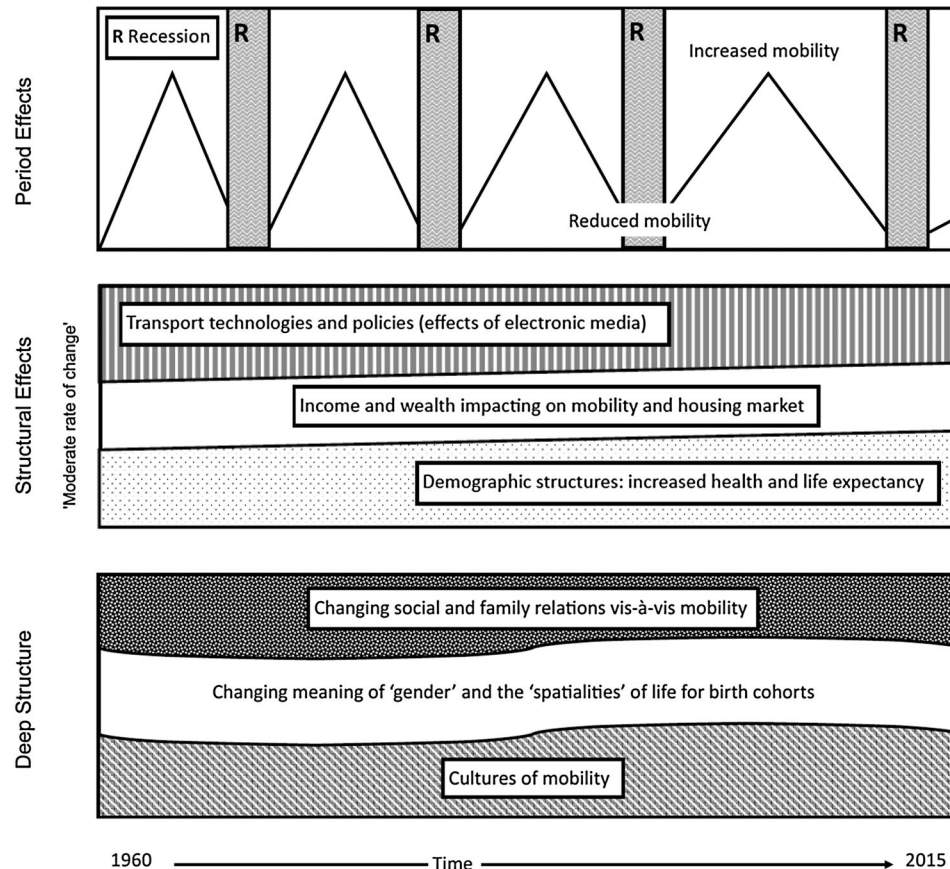 Period Effects
R Recession
R
R
R
R
Increased mobility
Reduced mobility
Structural Effects
'Moderate rate of change'
Transport technologies and policies (effects of electronic media)
Income and wealth impacting on mobility and housing market
Demographic structures: increased health and life expectancy
Deep Structure
Changing social and family relations vis-à-vis mobility
Changing meaning of ‘gender’ and the ‘spatialities’ of life for birth cohorts
Cultures of mobility
1960
Time
2015